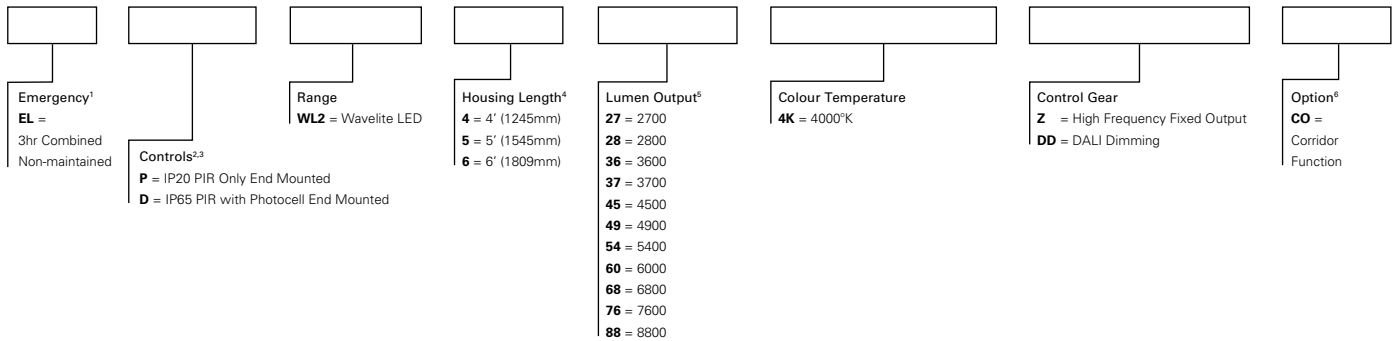 Emergency¹
EL =
3hr Combined
Non-maintained
Controls²,³
P = IP20 PIR Only End Mounted
D = IP65 PIR with Photocell End Mounted
Range
WL2 = Wavelite LED
Housing Length⁴
4 = 4’ (1245mm)
5 = 5’ (1545mm)
6 = 6’ (1809mm)
Lumen Output⁵
27 = 2700
28 = 2800
36 = 3600
37 = 3700
45 = 4500
49 = 4900
54 = 5400
60 = 6000
68 = 6800
76 = 7600
88 = 8800
Colour Temperature
4K = 4000°K
Control Gear
Z = High Frequency Fixed Output
DD = DALI Dimming
Option⁶
CO =
Corridor
Function